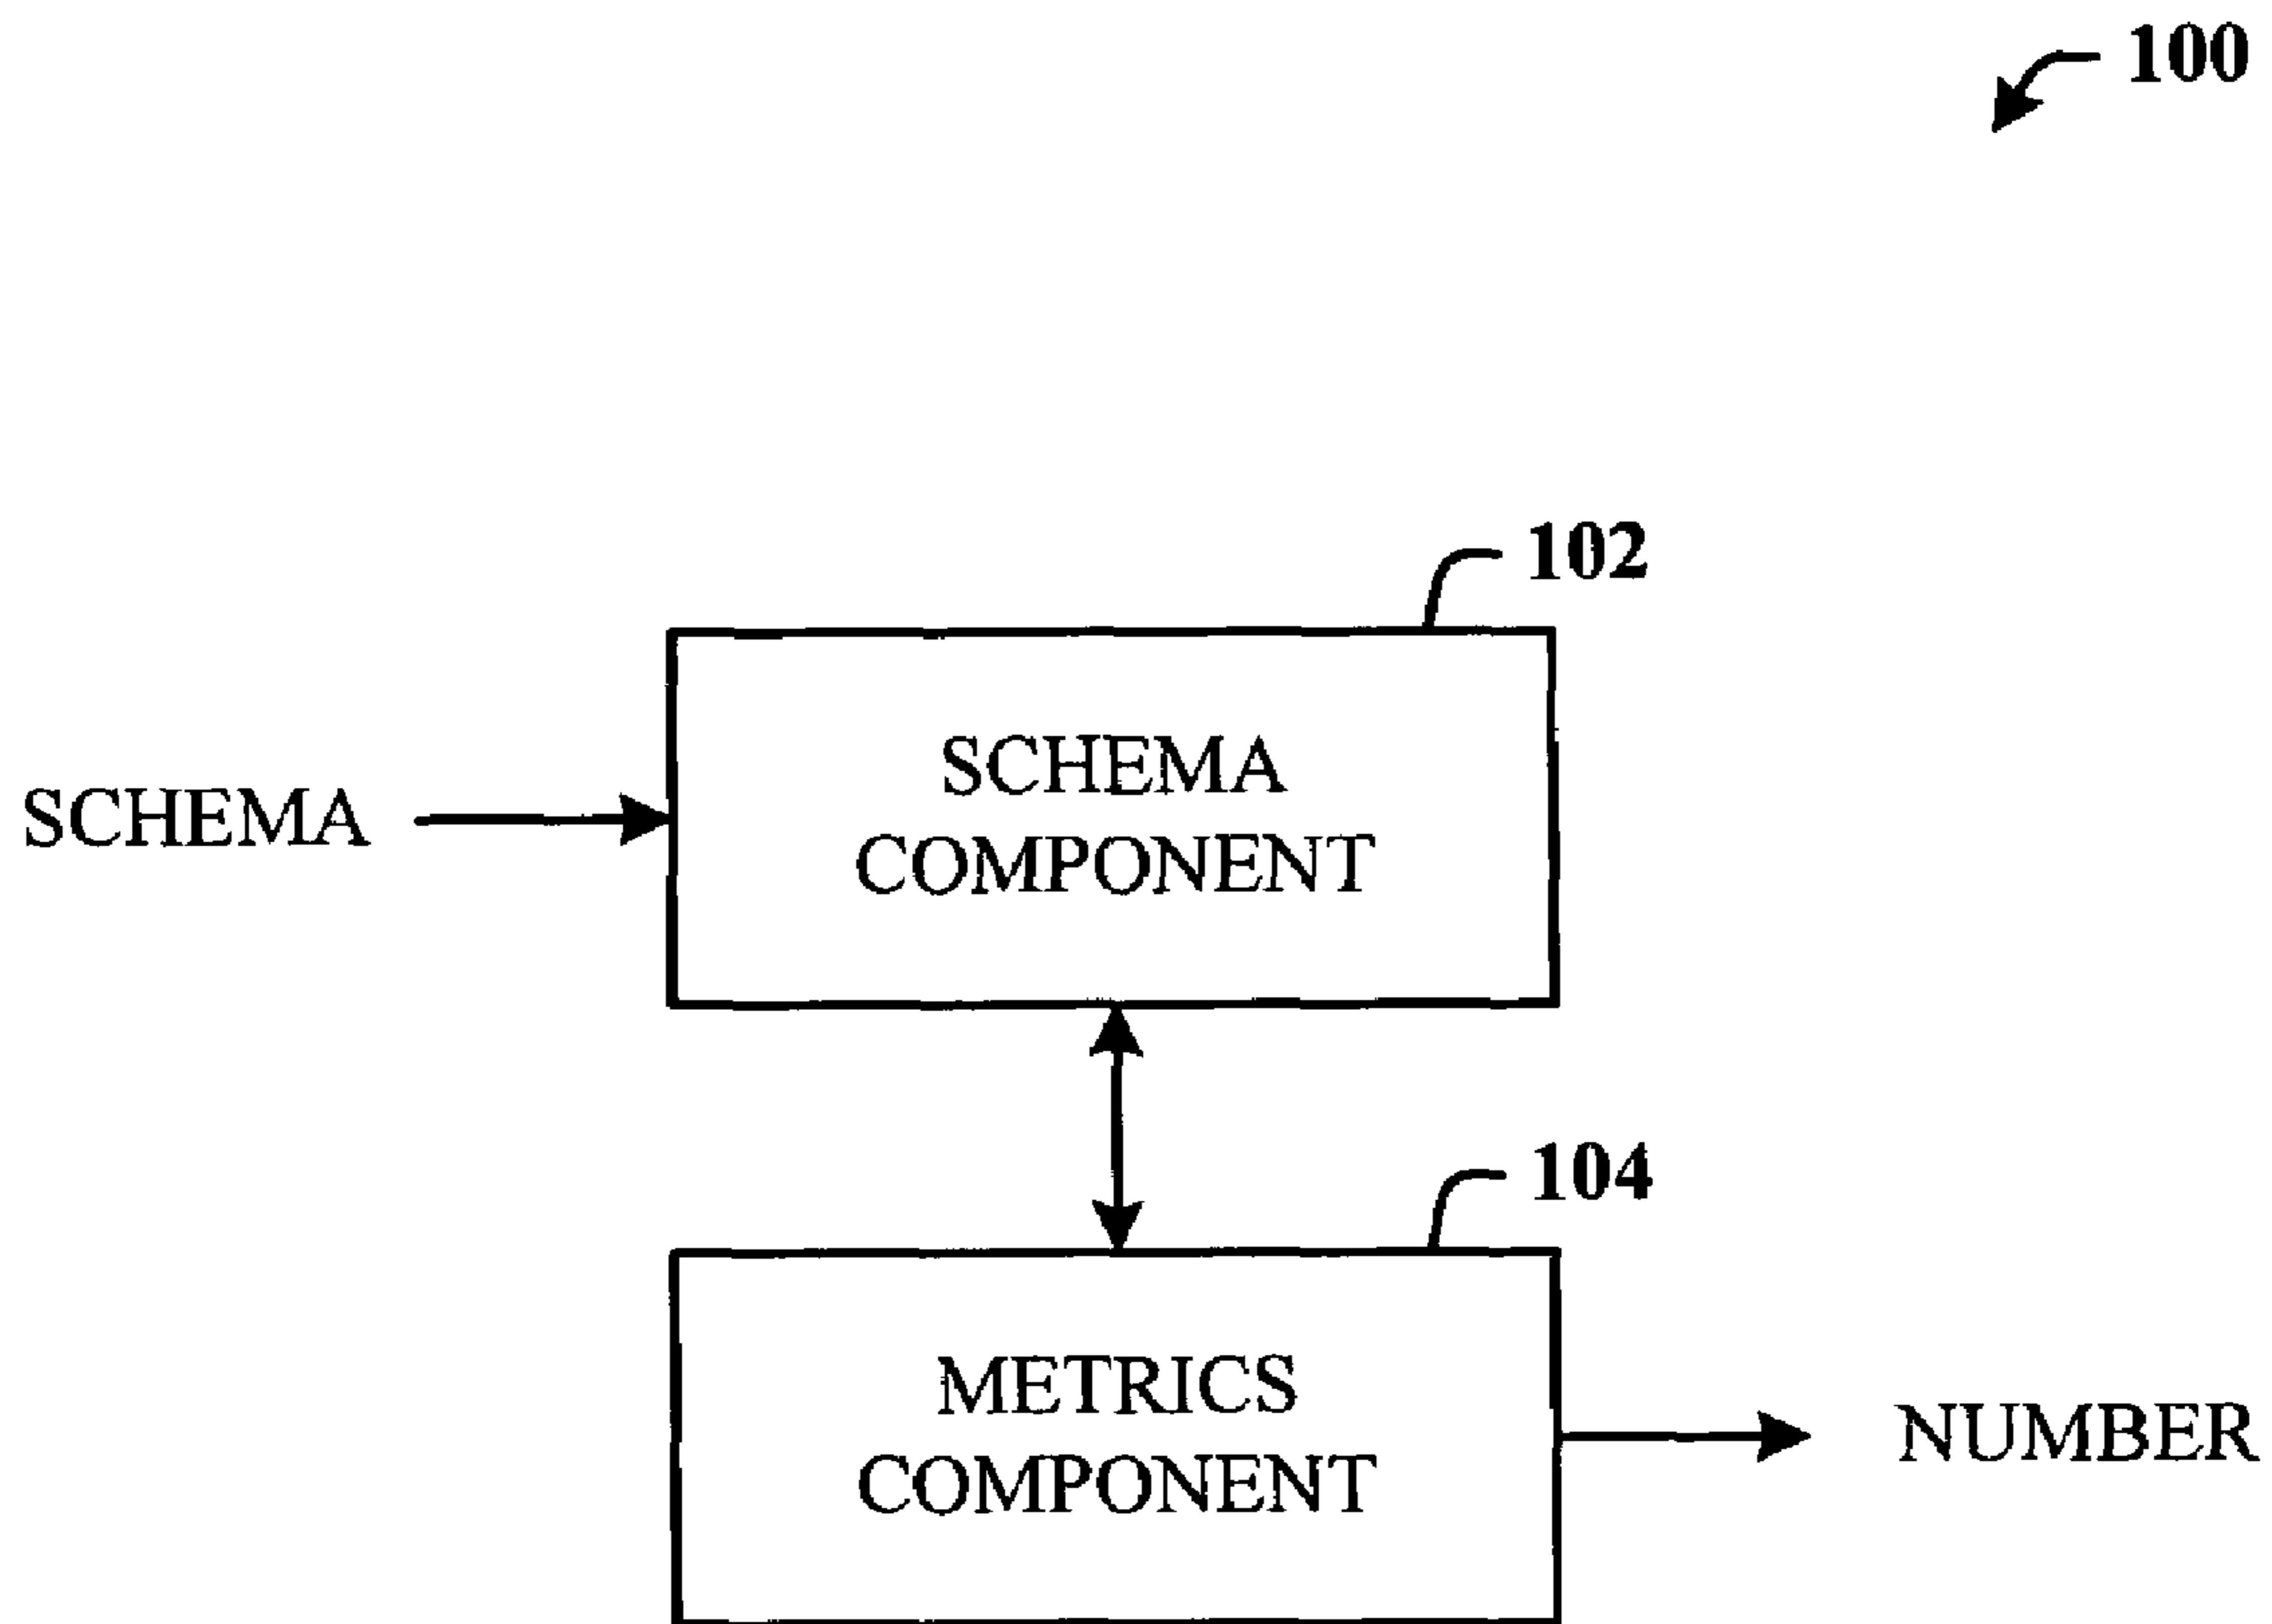 100
102
SCHEMA
COMPONENT
SCHEMA
104
METRICS
COMPONENT
NUMBER